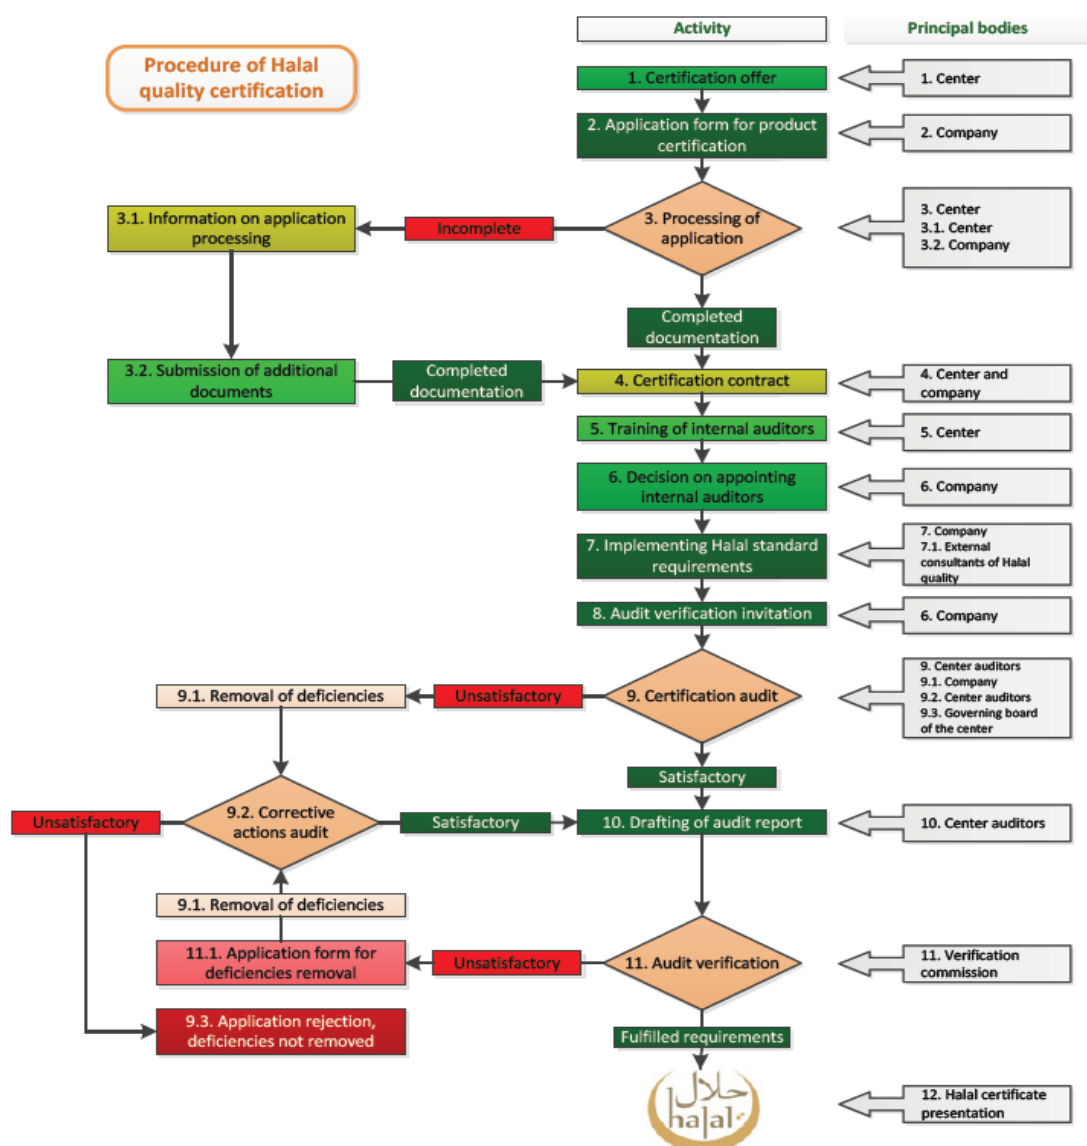 Activity
Principal bodies
Procedure of Halal
quality certification
1. Certification offer
1. Center
2. Application form for product
certification
2. Company
3.1. Information on application
processing
Incomplete
3. Processing of
application
3. Center
3.1. Center
3.2. Company
Completed
documentation
3.2. Submission of additional
documents
Completed
documentation
4. Certification contract
4. Center and
company
5. Training of internal auditors
5. Center
6. Decision on appointing
internal auditors
6. Company
7. Implementing Halal standard
requirements
7. Company
7.1. External
consultants of Halal
quality
8. Audit verification invitation
6. Company
9.1. Removal of deficiencies
Unsatisfactory
9. Certification audit
9. Center auditors
9.1. Company
9.2. Center auditors
9.3. Governing board
of the center
Satisfactory
Unsatisfactory
9.2. Corrective
actions audit
Satisfactory
10. Drafting of audit report
10. Center auditors
9.1. Removal of deficiencies
11.1. Application form for
deficiencies removal
Unsatisfactory
11. Audit verification
11. Verification
commission
9.3. Application rejection,
deficiencies not removed
Fulfilled requirements
حلال
halal
12. Halal certificate
presentation